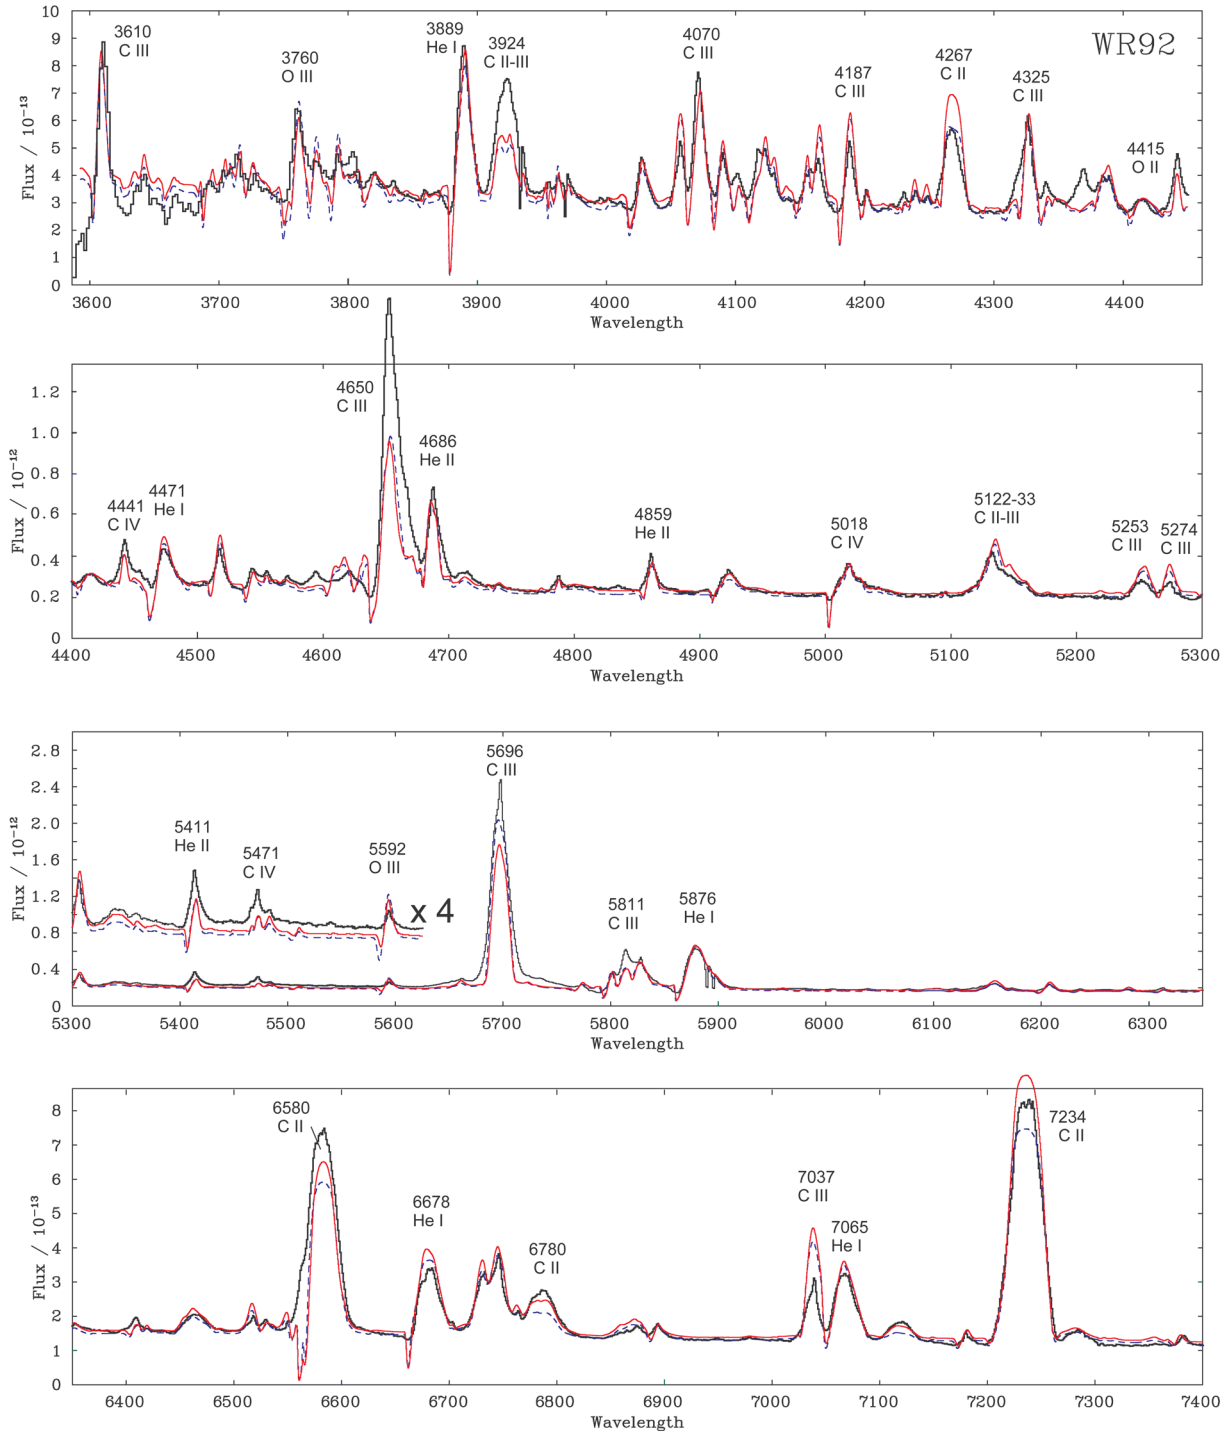 WR92
3610
C III
3760
O III
3889
He I
3924
C II-III
4070
C III
4187
C III
4267
C II
4325
C III
4415
O II
Flux / 10⁻¹³
10
9
8
7
6
5
4
3
2
1
0
3600 3700 3800 3900 4000 4100 4200 4300 4400
Wavelength
4650
C III
4686
He II
4441
C IV
4471
He I
4859
He II
5018
C IV
5122-33
C II-III
5253
C III
5274
C III
Flux / 10⁻¹²
1.2
1.0
0.8
0.6
0.4
0.2
0
4400 4500 4600 4700 4800 4900 5000 5100 5200 5300
Wavelength
5411
He II
5471
C IV
5592
O III
x 4
5696
C III
5811
C III
5876
He I
Flux / 10⁻¹²
2.8
2.4
2.0
1.6
1.2
0.8
0.4
0
5300 5400 5500 5600 5700 5800 5900 6000 6100 6200 6300
Wavelength
6580
C II
6678
He I
6780
C II
7037
C III
7065
He I
7234
C II
Flux / 10⁻¹³
8
7
6
5
4
3
2
1
0
6400 6500 6600 6700 6800 6900 7000 7100 7200 7300 7400
Wavelength